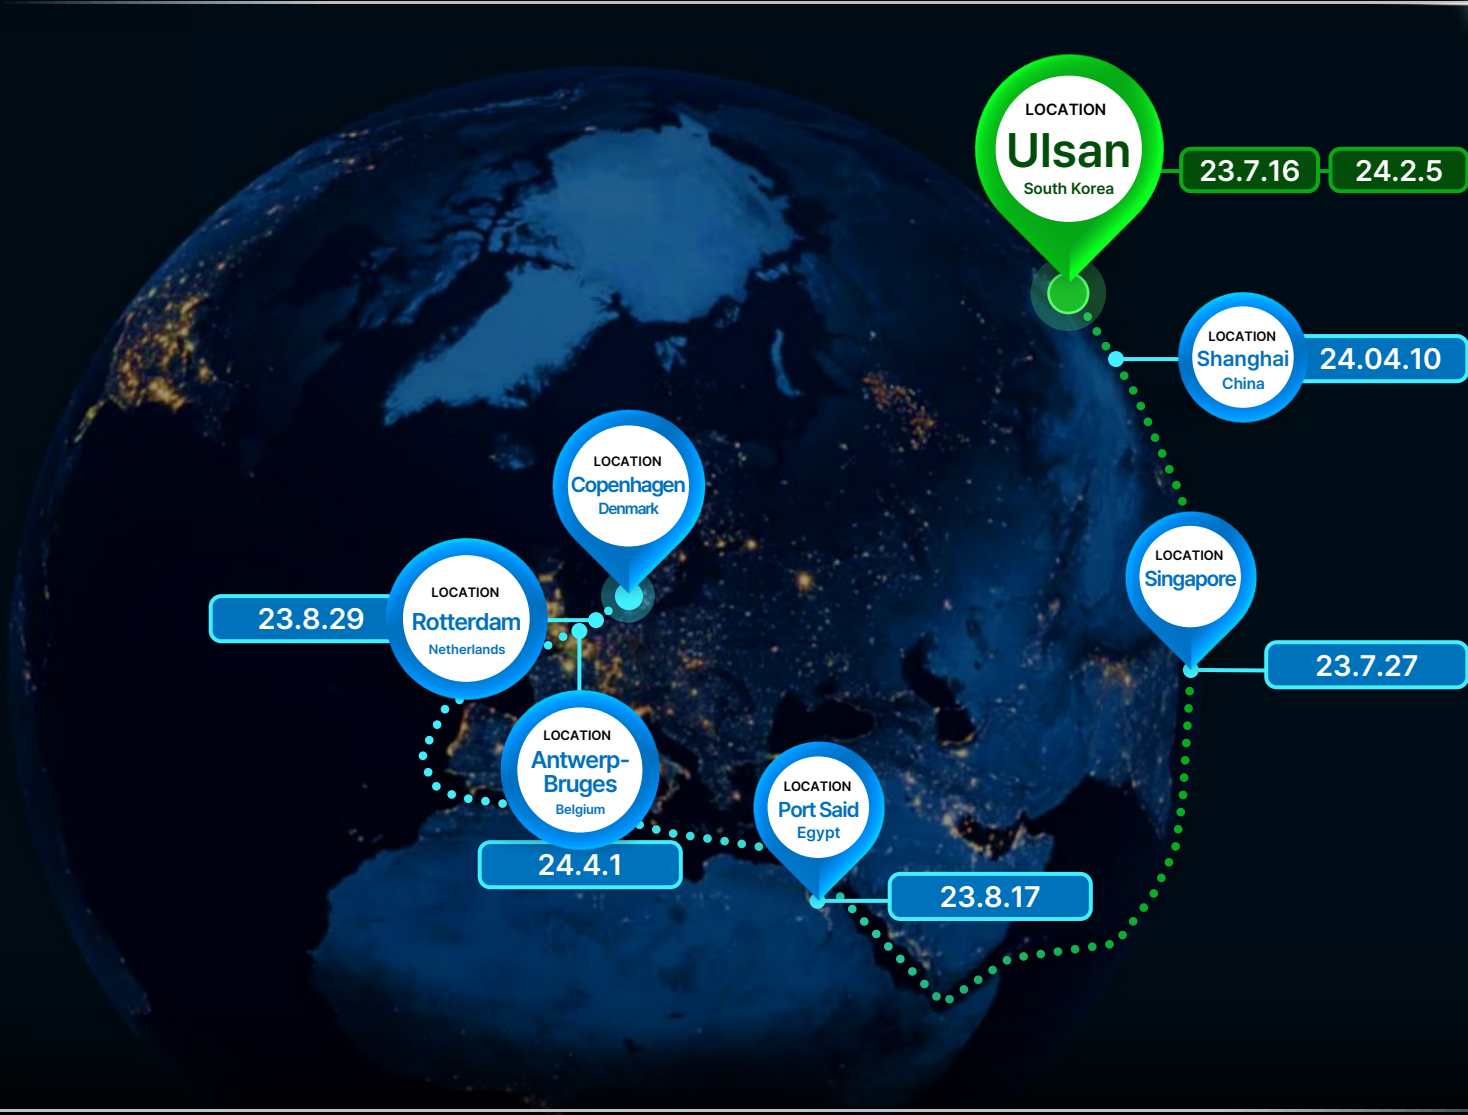 LOCATION
Ulsan
South Korea
23.7.16
24.2.5
LOCATION
Shanghai
China
24.04.10
LOCATION
Copenhagen
Denmark
LOCATION
Singapore
23.7.27
LOCATION
Rotterdam
Netherlands
23.8.29
LOCATION
Antwerp-
Bruges
Belgium
24.4.1
LOCATION
Port Said
Egypt
23.8.17